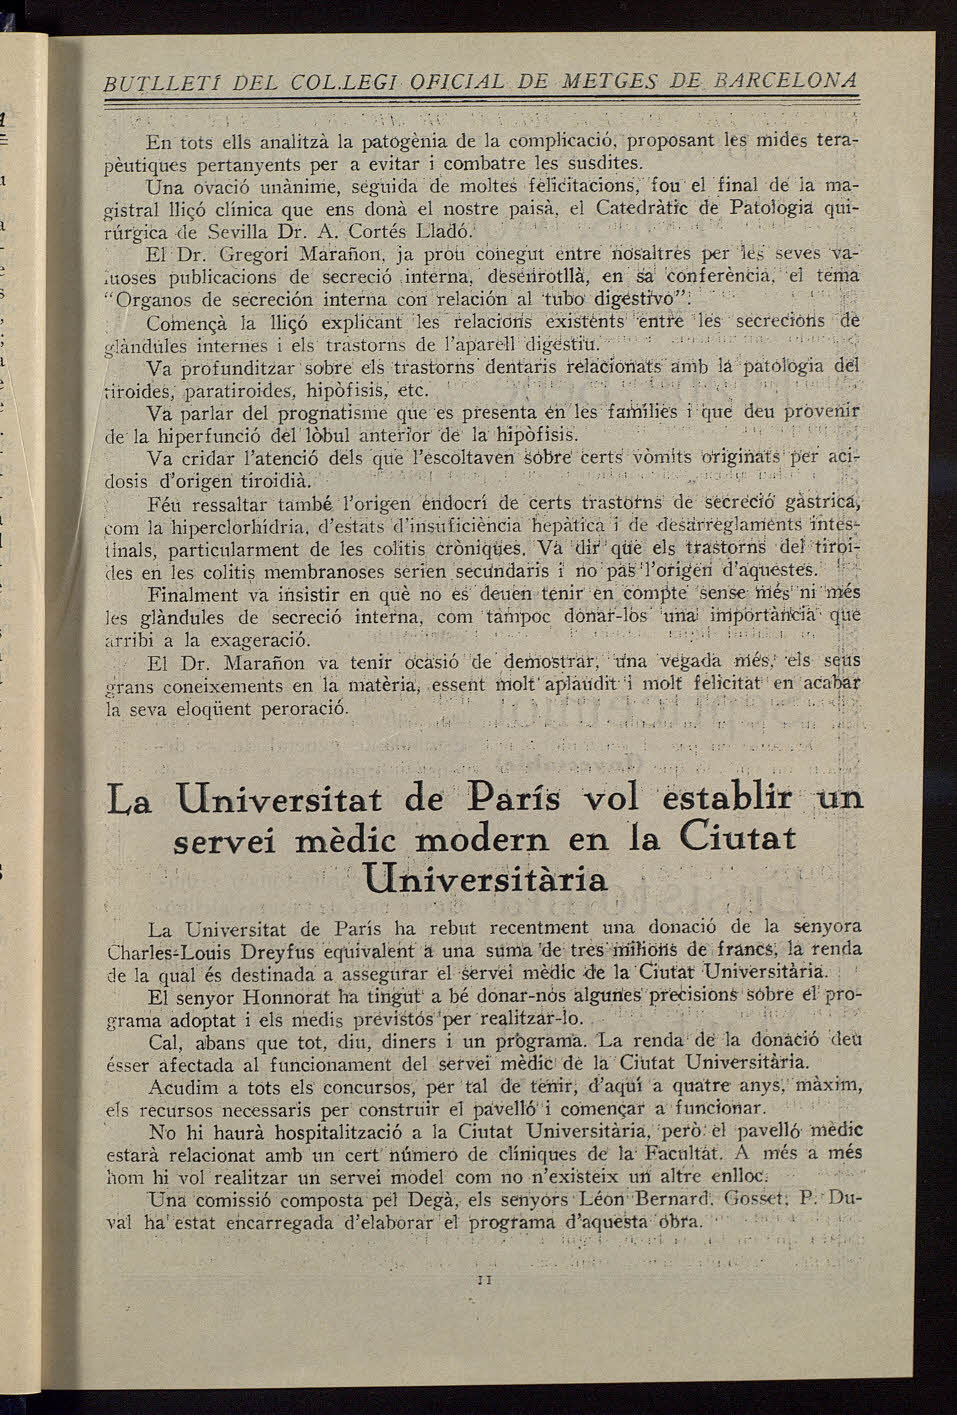 BUTLLETÍ DEL COL.LEGI OFICIAL DE METGES DE BARCELONA
En tots ells analitzà la patogènia de la complicació, proposant les mides tera-
pèutiques pertanyents per a evitar i combatre les susdites.
Una ovació unànime, seguida de moltes felicitacions, fou el final de la ma-
gistral lliçó clínica que ens donà el nostre paisà, el Catedràtic de Patologia qui-
rúrgica de Sevilla Dr. A. Cortés Lladó.
El Dr. Gregori Marañon, ja prou conegut entre nosaltres per les seves va-
luoses publicacions de secreció interna, desenrotllà, en sa conferència, el tema
“Organos de secreción interna con relación al tubo digestivo”.
Començà la lliçó explicant les relacions existents entre les secrecions de
glàndules internes i els trastorns de l'aparell digestiu.
Va profunditzar sobre els trastorns dentaris relacionats amb la patologia del
tiroides, paratiroides, hipòfisis, etc.
Va parlar del prognatisme que es presenta en les famílies i que deu provenir
de la hiperfunció del lòbul anterior de la hipòfisis.
Va cridar l'atenció dels que l'escoltaven sobre certs vòmits originats per aci-
dosis d'origen tiroidià.
Féu ressaltar també l'origen endocrí de certs trastorns de secreció gàstrica,
com la hiperclorhídria, d'estats d'insuficiència hepàtica i de desarreglaments intes-
tinals, particularment de les colitis cròniques. Va dir que els trastorns del tiroi-
des en les colitis membranoses serien secundaris i no pas l'origen d'aquestes.
Finalment va insistir en què no es deuen tenir en compte sense més ni més
les glàndules de secreció interna, com tampoc donar-los una importància que
arribi a la exageració.
El Dr. Marañon va tenir ocasió de demostrar, una vegada més, els seus
grans coneixements en la matèria, essent molt aplaudit i molt felicitat en acabar
la seva eloqüent peroració.
La Universitat de París vol establir un
servei mèdic modern en la Ciutat
Universitària
La Universitat de París ha rebut recentment una donació de la senyora
Charles-Louis Dreyfus equivalent a una suma de tres milions de francs, la renda
de la qual és destinada a assegurar el servei mèdic de la Ciutat Universitària.
El senyor Honnorat ha tingut a bé donar-nos algunes precisions sobre el pro-
grama adoptat i els medis previstos per realitzar-lo.
Cal, abans que tot, diu, diners i un programa. La renda de la donació deu
ésser afectada al funcionament del servei mèdic de la Ciutat Universitària.
Acudim a tots els concursos, per tal de tenir, d'aquí a quatre anys, màxim,
els recursos necessaris per construir el pavelló i començar a funcionar.
No hi haurà hospitalització a la Ciutat Universitària, però el pavelló mèdic
estarà relacionat amb un cert número de clíniques de la Facultat. A més a més
hom hi vol realitzar un servei model com no n'existeix un altre enlloc.
Una comissió composta pel Degà, els senyors Léon Bernard, Gosset, P. Du-
val ha estat encarregada d'elaborar el programa d'aquesta obra.
11